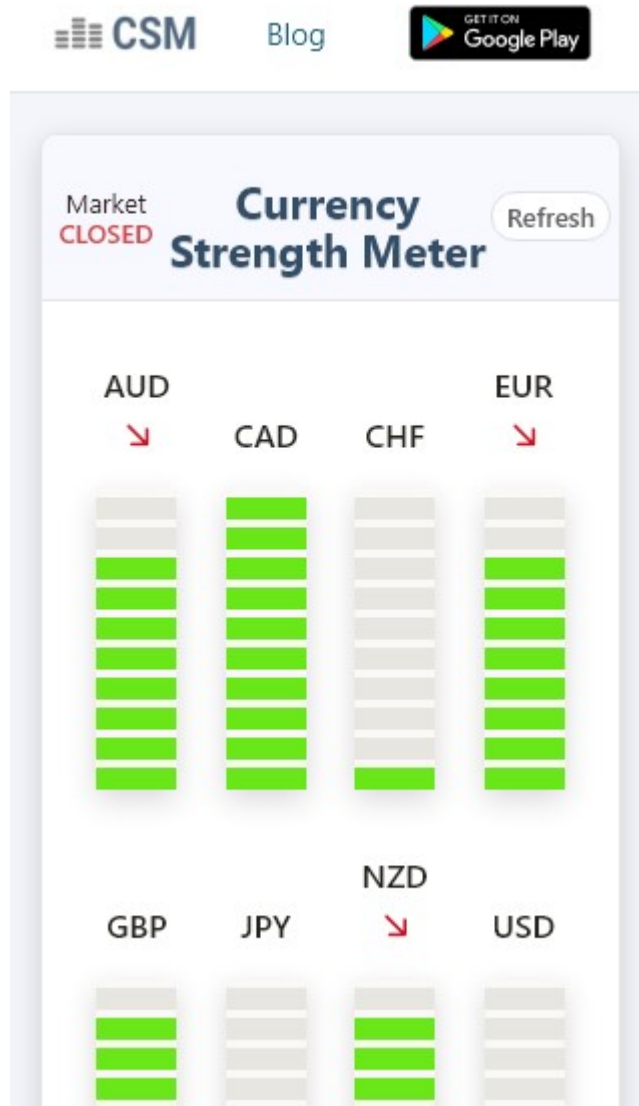 CSM
Blog
GET IT ON
Google Play
Market
CLOSED
Currency
Strength Meter
Refresh
AUD
CAD
CHF
EUR
GBP
JPY
NZD
USD